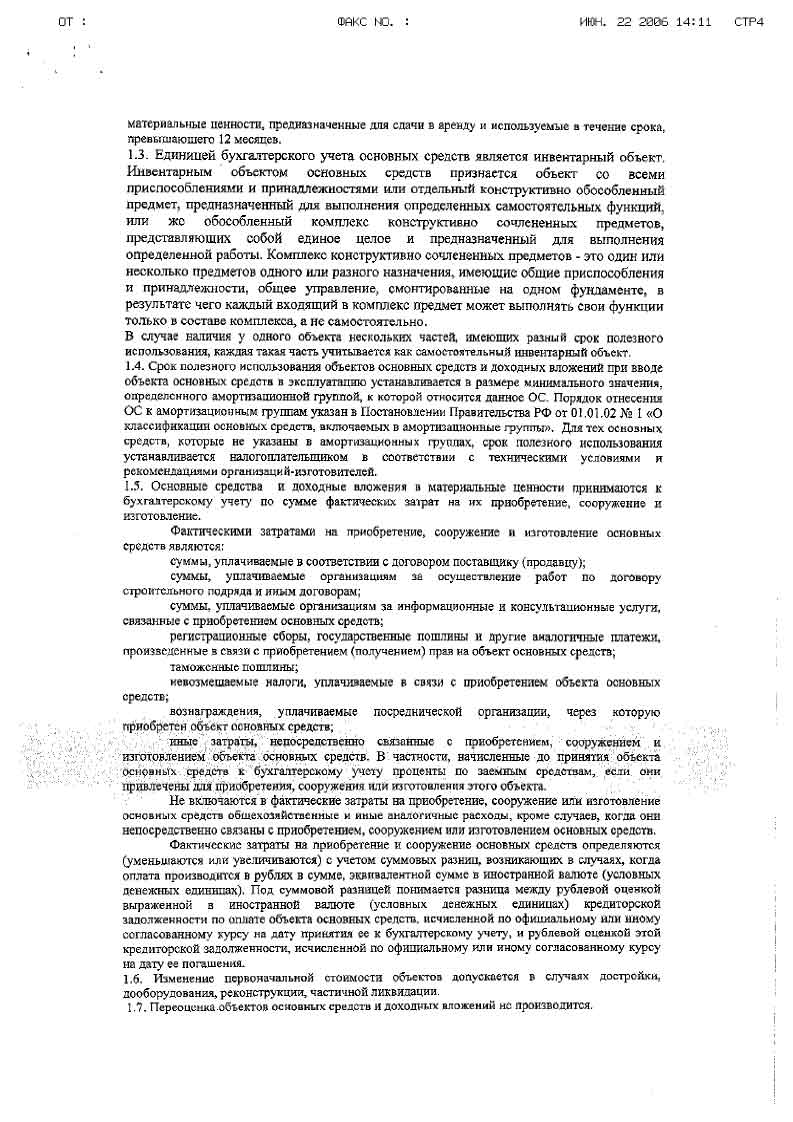 ОТ : ФАКС NO. : ИЮН. 22 2006 14:11 СТР4
материальные ценности, предназначенные для сдачи в аренду и используемые в течение срока,
превышающего 12 месяцев.
1.3. Единицей бухгалтерского учета основных средств является инвентарный объект.
Инвентарным объектом основных средств признается объект со всеми
приспособлениями и принадлежностями или отдельный конструктивно обособленный
предмет, предназначенный для выполнения определенных самостоятельных функций,
или же обособленный комплекс конструктивно сочлененных предметов,
представляющих собой единое целое и предназначенный для выполнения
определенной работы. Комплекс конструктивно сочлененных предметов - это один или
несколько предметов одного или разного назначения, имеющие общие приспособления
и принадлежности, общее управление, смонтированные на одном фундаменте, в
результате чего каждый входящий в комплекс предмет может выполнять свои функции
только в составе комплекса, а не самостоятельно.
В случае наличия у одного объекта нескольких частей, имеющих разный срок полезного
использования, каждая такая часть учитывается как самостоятельный инвентарный объект.
1.4. Срок полезного использования объектов основных средств и доходных вложений при вводе
объекта основных средств в эксплуатацию устанавливается в размере минимального значения,
определенного амортизационной группой, к которой относится данное ОС. Порядок отнесения
ОС к амортизационным группам указан в Постановлении Правительства РФ от 01.01.02 № 1 «О
классификации основных средств, включаемых в амортизационные группы». Для тех основных
средств, которые не указаны в амортизационных группах, срок полезного использования
устанавливается налогоплательщиком в соответствии с техническими условиями и
рекомендациями организаций-изготовителей.
1.5. Основные средства и доходные вложения в материальные ценности принимаются к
бухгалтерскому учету по сумме фактических затрат на их приобретение, сооружение и
изготовление.
Фактическими затратами на приобретение, сооружение и изготовление основных
средств являются:
суммы, уплачиваемые в соответствии с договором поставщику (продавцу);
суммы, уплачиваемые организациям за осуществление работ по договору
строительного подряда и иным договорам;
суммы, уплачиваемые организациям за информационные и консультационные услуги,
связанные с приобретением основных средств;
регистрационные сборы, государственные пошлины и другие аналогичные платежи,
произведенные в связи с приобретением (получением) прав на объект основных средств;
таможенные пошлины;
невозмещаемые налоги, уплачиваемые в связи с приобретением объекта основных
средств;
вознаграждения, уплачиваемые посреднической организации, через которую
приобретен объект основных средств;
иные затраты, непосредственно связанные с приобретением, сооружением и
изготовлением объекта основных средств. В частности, начисленные до принятия объекта
основных средств к бухгалтерскому учету проценты по заемным средствам, если они
привлечены для приобретения, сооружения или изготовления этого объекта.
Не включаются в фактические затраты на приобретение, сооружение или изготовление
основных средств общехозяйственные и иные аналогичные расходы, кроме случаев, когда они
непосредственно связаны с приобретением, сооружением или изготовлением основных средств.
Фактические затраты на приобретение и сооружение основных средств определяются
(уменьшаются или увеличиваются) с учетом суммовых разниц, возникающих в случаях, когда
оплата производится в рублях в сумме, эквивалентной сумме в иностранной валюте (условных
денежных единицах). Под суммовой разницей понимается разница между рублевой оценкой
выраженной в иностранной валюте (условных денежных единицах) кредиторской
задолженности по оплате объекта основных средств, исчисленной по официальному или иному
согласованному курсу на дату принятия ее к бухгалтерскому учету, и рублевой оценкой этой
кредиторской задолженности, исчисленной по официальному или иному согласованному курсу
на дату ее погашения.
1.6. Изменение первоначальной стоимости объектов допускается в случаях достройки,
дооборудования, реконструкции, частичной ликвидации.
1.7. Переоценка объектов основных средств и доходных вложений не производится.